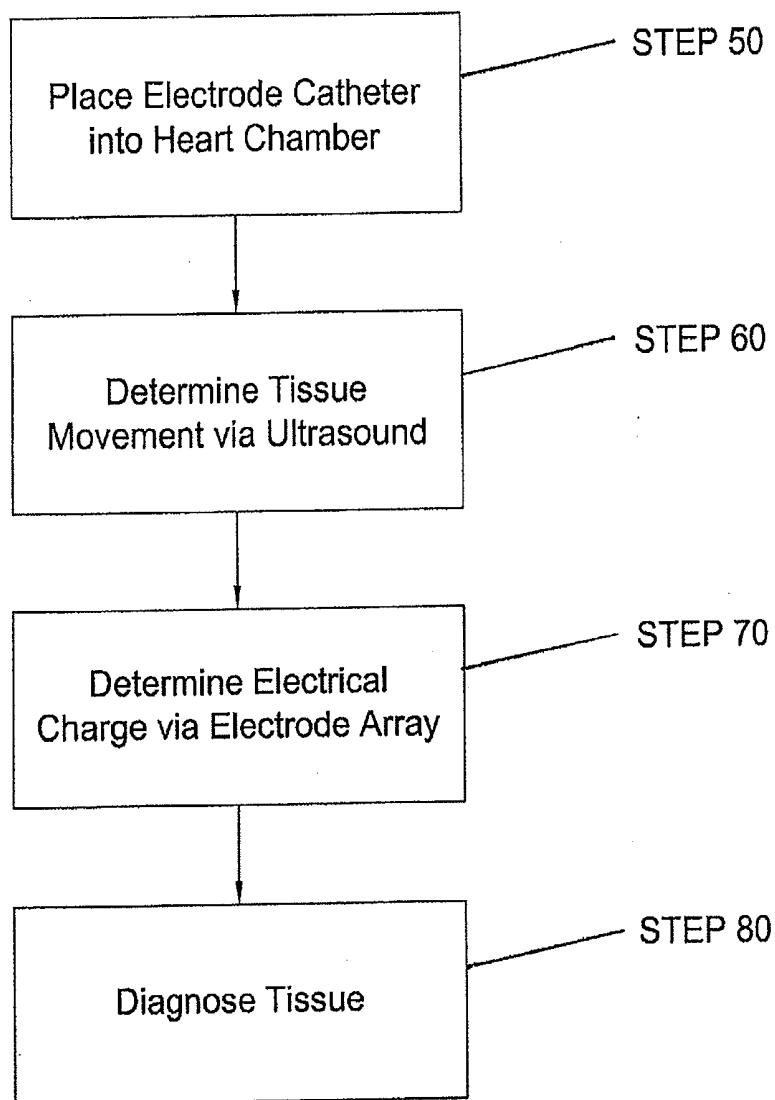 STEP 50
Place Electrode Catheter
into Heart Chamber
STEP 60
Determine Tissue
Movement via Ultrasound
STEP 70
Determine Electrical
Charge via Electrode Array
STEP 80
Diagnose Tissue